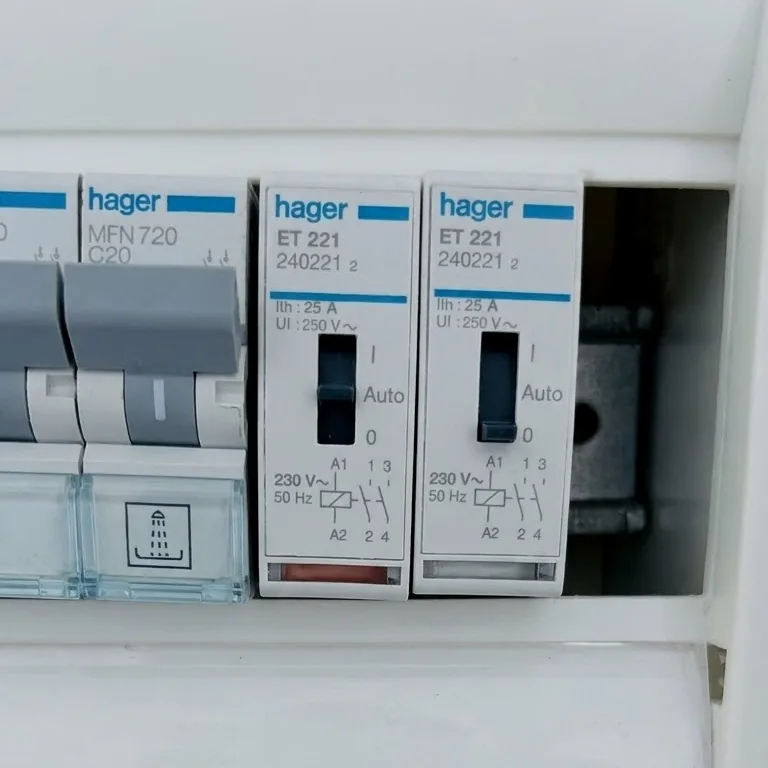 0
hager
MFN 720
C20
hager
ET 221
240221 2
Ith : 25 A
UI : 250 V~
I
Auto
0
A1 1 3
230 V~
50 Hz
A2 2 4
hager
ET 221
240221 2
Ith : 25 A
UI : 250 V~
I
Auto
0
A1 1 3
230 V~
50 Hz
A2 2 4